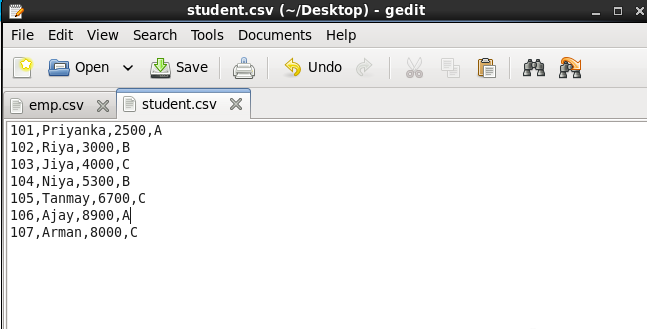 student.csv (~/Desktop) - gedit
File Edit View Search Tools Documents Help
Open Save Undo
emp.csv student.csv
101,Priyanka,2500,A
102,Riya,3000,B
103,Jiya,4000,C
104,Niya,5300,B
105,Tanmay,6700,C
106,Ajay,8900,A
107,Arman,8000,C